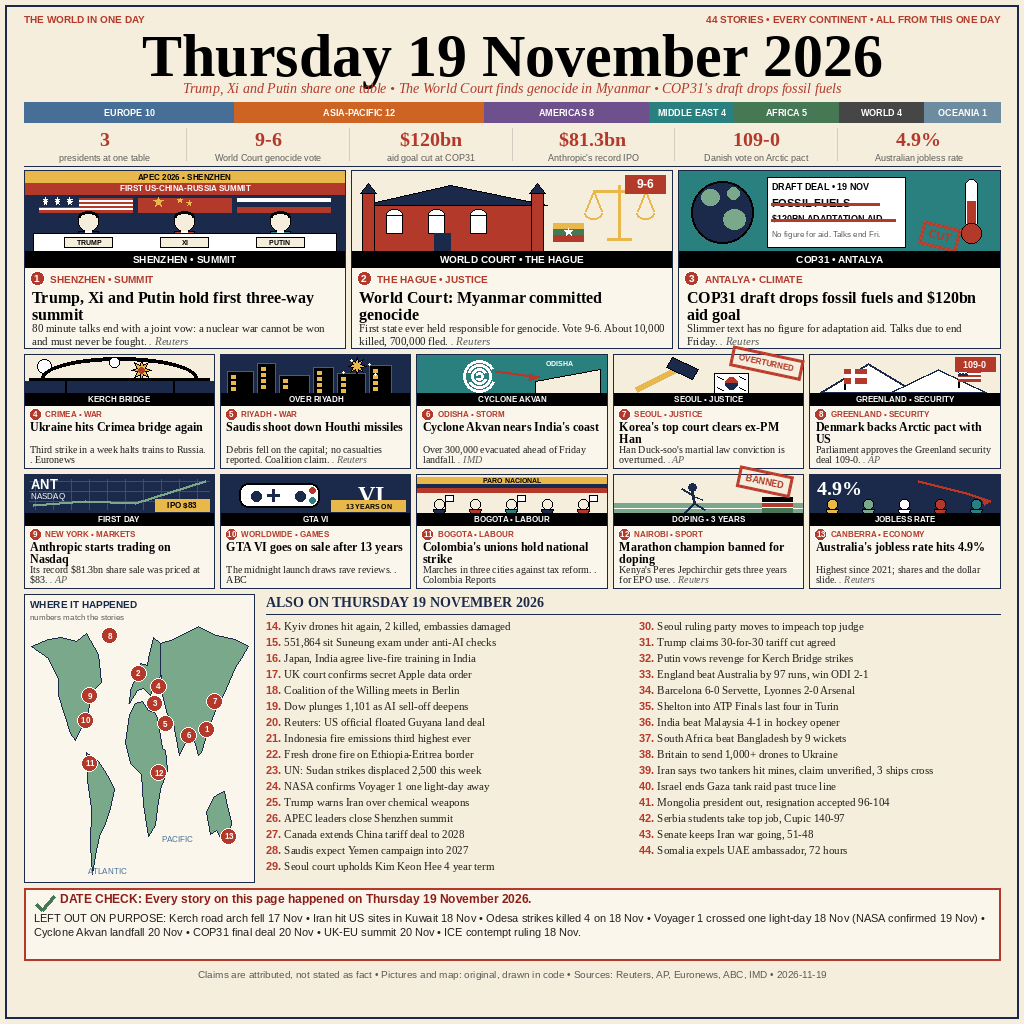 THE WORLD IN ONE DAY
44 STORIES • EVERY CONTINENT • ALL FROM THIS ONE DAY
Thursday 19 November 2026
Trump, Xi and Putin share one table • The World Court finds genocide in Myanmar • COP31's draft drops fossil fuels
EUROPE 10
ASIA-PACIFIC 12
AMERICAS 8
MIDDLE EAST 4
AFRICA 5
WORLD 4
OCEANIA 1
3
9-6
$120bn
$81.3bn
109-0
4.9%
presidents at one table
World Court genocide vote
aid goal cut at COP31
Anthropic's record IPO
Danish vote on Arctic pact
Australian jobless rate
APEC 2026 • SHENZHEN
FIRST US-CHINA-RUSSIA SUMMIT
TRUMP
XI
PUTIN
SHENZHEN • SUMMIT
1 SHENZHEN • SUMMIT
Trump, Xi and Putin hold first three-way
summit
80 minute talks end with a joint vow: a nuclear war cannot be won
and must never be fought. . Reuters
9-6
WORLD COURT • THE HAGUE
2 THE HAGUE • JUSTICE
World Court: Myanmar committed
genocide
First state ever held responsible for genocide. Vote 9-6. About 10,000
killed, 700,000 fled. . Reuters
DRAFT DEAL • 19 NOV
FOSSIL FUELS
$120BN ADAPTATION AID
No figure for aid. Talks end Fri.
CUT
COP31 • ANTALYA
3 ANTALYA • CLIMATE
COP31 draft drops fossil fuels and $120bn
aid goal
Slimmer text has no figure for adaptation aid. Talks due to end
Friday. . Reuters
KERCH BRIDGE
4 CRIMEA • WAR
Ukraine hits Crimea bridge again
Third strike in a week halts trains to Russia.
. Euronews
OVER RIYADH
5 RIYADH • WAR
Saudis shoot down Houthi missiles
Debris fell on the capital; no casualties
reported. Coalition claim. . Reuters
ODISHA
CYCLONE AKVAN
6 ODISHA • STORM
Cyclone Akvan nears India's coast
Over 300,000 evacuated ahead of Friday
landfall. . IMD
OVERTURNED
SEOUL • JUSTICE
7 SEOUL • JUSTICE
Korea's top court clears ex-PM
Han
Han Duck-soo's martial law conviction is
overturned. . AP
109-0
GREENLAND • SECURITY
8 GREENLAND • SECURITY
Denmark backs Arctic pact with
US
Parliament approves the Greenland security
deal 109-0. . AP
ANT
NASDAQ
IPO $83
FIRST DAY
9 NEW YORK • MARKETS
Anthropic starts trading on
Nasdaq
Its record $81.3bn share sale was priced at
$83. . AP
VI
13 YEARS ON
GTA VI
10 WORLDWIDE • GAMES
GTA VI goes on sale after 13 years
The midnight launch draws rave reviews. .
ABC
PARO NACIONAL
BOGOTA • LABOUR
11 BOGOTA • LABOUR
Colombia's unions hold national
strike
Marches in three cities against tax reform. .
Colombia Reports
BANNED
DOPING • 3 YEARS
12 NAIROBI • SPORT
Marathon champion banned for
doping
Kenya's Peres Jepchirchir gets three years
for EPO use. . Reuters
4.9%
JOBLESS RATE
13 CANBERRA • ECONOMY
Australia's jobless rate hits 4.9%
Highest since 2021; shares and the dollar
slide. . Reuters
WHERE IT HAPPENED
numbers match the stories
8
2
4
9
3
7
10
5
6
1
11
12
13
PACIFIC
ATLANTIC
ALSO ON THURSDAY 19 NOVEMBER 2026
14. Kyiv drones hit again, 2 killed, embassies damaged
15. 551,864 sit Suneung exam under anti-AI checks
16. Japan, India agree live-fire training in India
17. UK court confirms secret Apple data order
18. Coalition of the Willing meets in Berlin
19. Dow plunges 1,101 as AI sell-off deepens
20. Reuters: US official floated Guyana land deal
21. Indonesia fire emissions third highest ever
22. Fresh drone fire on Ethiopia-Eritrea border
23. UN: Sudan strikes displaced 2,500 this week
24. NASA confirms Voyager 1 one light-day away
25. Trump warns Iran over chemical weapons
26. APEC leaders close Shenzhen summit
27. Canada extends China tariff deal to 2028
28. Saudis expect Yemen campaign into 2027
29. Seoul court upholds Kim Keon Hee 4 year term
30. Seoul ruling party moves to impeach top judge
31. Trump claims 30-for-30 tariff cut agreed
32. Putin vows revenge for Kerch Bridge strikes
33. England beat Australia by 97 runs, win ODI 2-1
34. Barcelona 6-0 Servette, Lyonnes 2-0 Arsenal
35. Shelton into ATP Finals last four in Turin
36. India beat Malaysia 4-1 in hockey opener
37. South Africa beat Bangladesh by 9 wickets
38. Britain to send 1,000+ drones to Ukraine
39. Iran says two tankers hit mines, claim unverified, 3 ships cross
40. Israel ends Gaza tank raid past truce line
41. Mongolia president out, resignation accepted 96-104
42. Serbia students take top job, Cupic 140-97
43. Senate keeps Iran war going, 51-48
44. Somalia expels UAE ambassador, 72 hours
DATE CHECK: Every story on this page happened on Thursday 19 November 2026.
LEFT OUT ON PURPOSE: Kerch road arch fell 17 Nov • Iran hit US sites in Kuwait 18 Nov • Odesa strikes killed 4 on 18 Nov • Voyager 1 crossed one light-day 18 Nov (NASA confirmed 19 Nov) •
Cyclone Akvan landfall 20 Nov • COP31 final deal 20 Nov • UK-EU summit 20 Nov • ICE contempt ruling 18 Nov.
Claims are attributed, not stated as fact • Pictures and map: original, drawn in code • Sources: Reuters, AP, Euronews, ABC, IMD • 2026-11-19